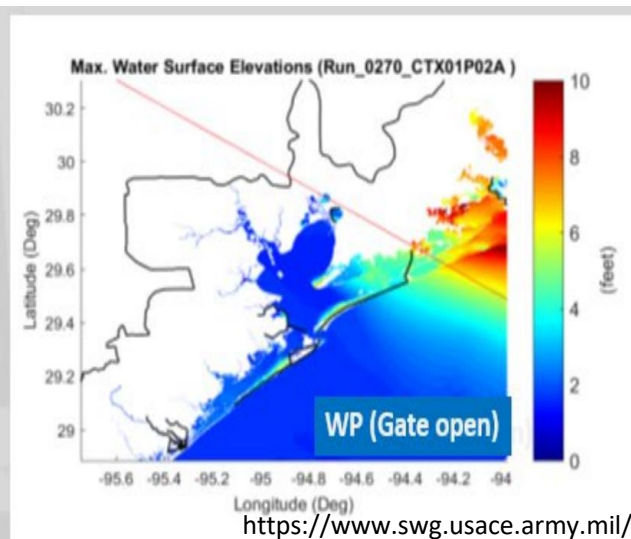 Max. Water Surface Elevations (Run_0270_CTX01P02A )
10
8
6
4
2
0
(feet)
30.2
30
29.8
29.6
29.4
29.2
29
Latitude (Deg)
WP (Gate open)
-95.6 -95.4 -95.2 -95 -94.8 -94.6 -94.4 -94.2 -94
Longitude (Deg)
https://www.swg.usace.army.mil/